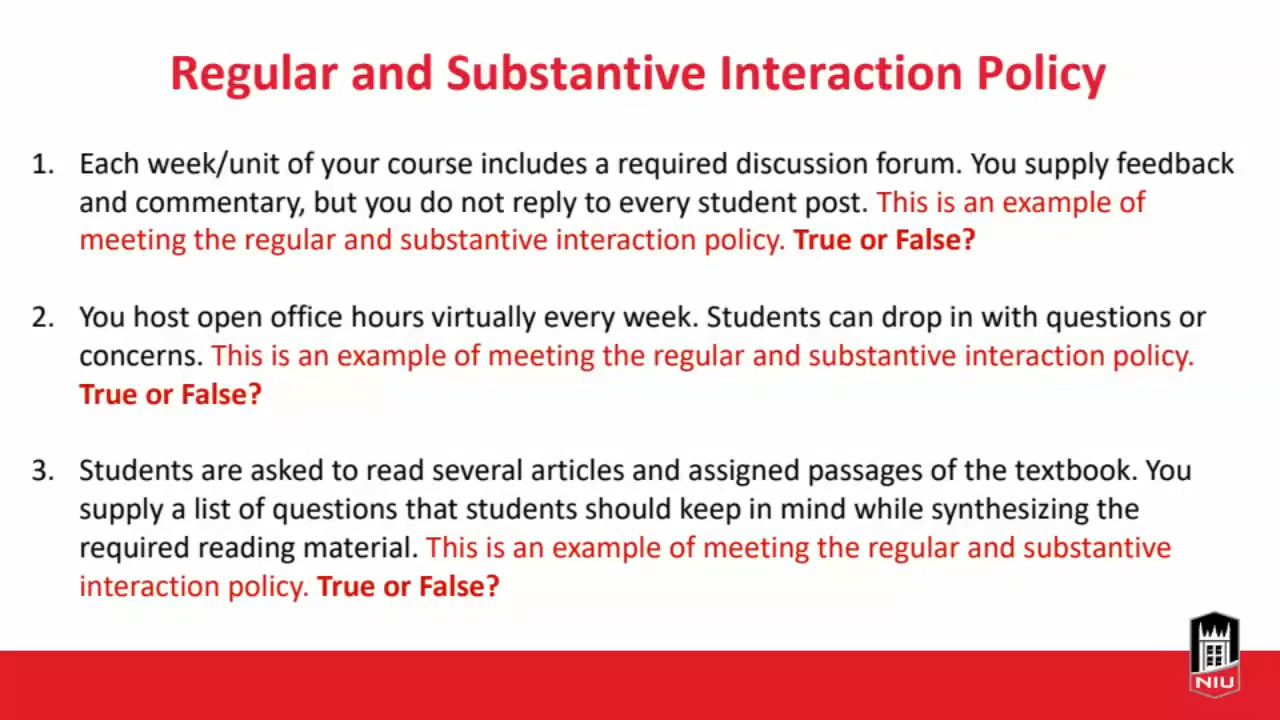 Regular and Substantive Interaction Policy
1. Each week/unit of your course includes a required discussion forum. You supply feedback
and commentary, but you do not reply to every student post. This is an example of
meeting the regular and substantive interaction policy. True or False?
2. You host open office hours virtually every week. Students can drop in with questions or
concerns. This is an example of meeting the regular and substantive interaction policy.
True or False?
3. Students are asked to read several articles and assigned passages of the textbook. You
supply a list of questions that students should keep in mind while synthesizing the
required reading material. This is an example of meeting the regular and substantive
interaction policy. True or False?
NIU